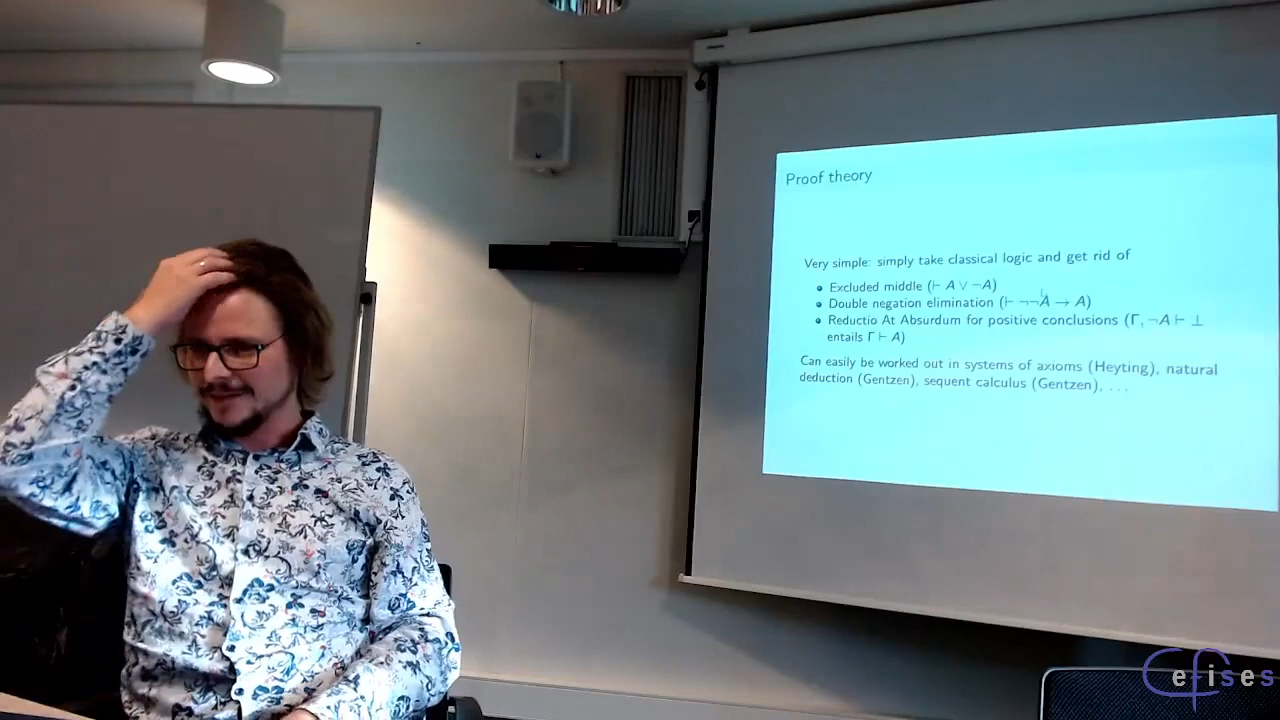 Proof theory
Very simple: simply take classical logic and get rid of
Excluded middle (⊢ A ∨ ¬A)
Double negation elimination (⊢ ¬¬A → A)
Reductio At Absurdum for positive conclusions (Γ, ¬A ⊢ ⊥
entails Γ ⊢ A)
Can easily be worked out in systems of axioms (Heyting), natural
deduction (Gentzen), sequent calculus (Gentzen), ...
Cefises